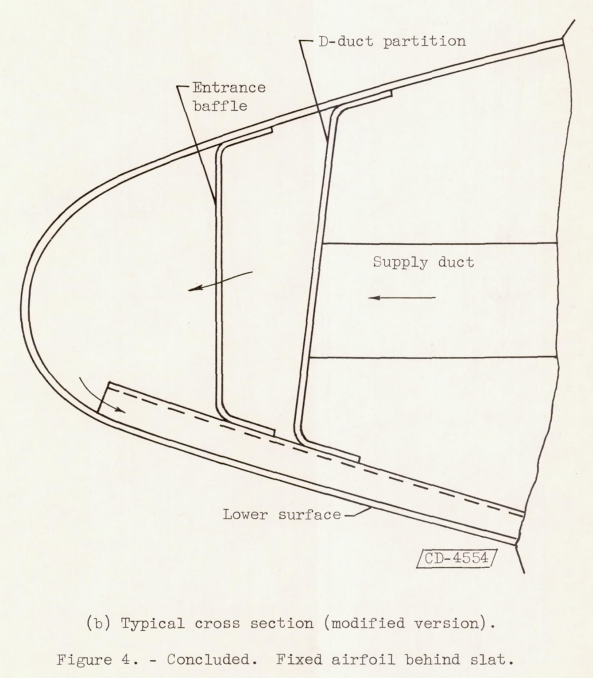 D-duct partition
Entrance
baffle
Supply duct
Lower surface
CD-4554
(b) Typical cross section (modified version).
Figure 4. - Concluded. Fixed airfoil behind slat.